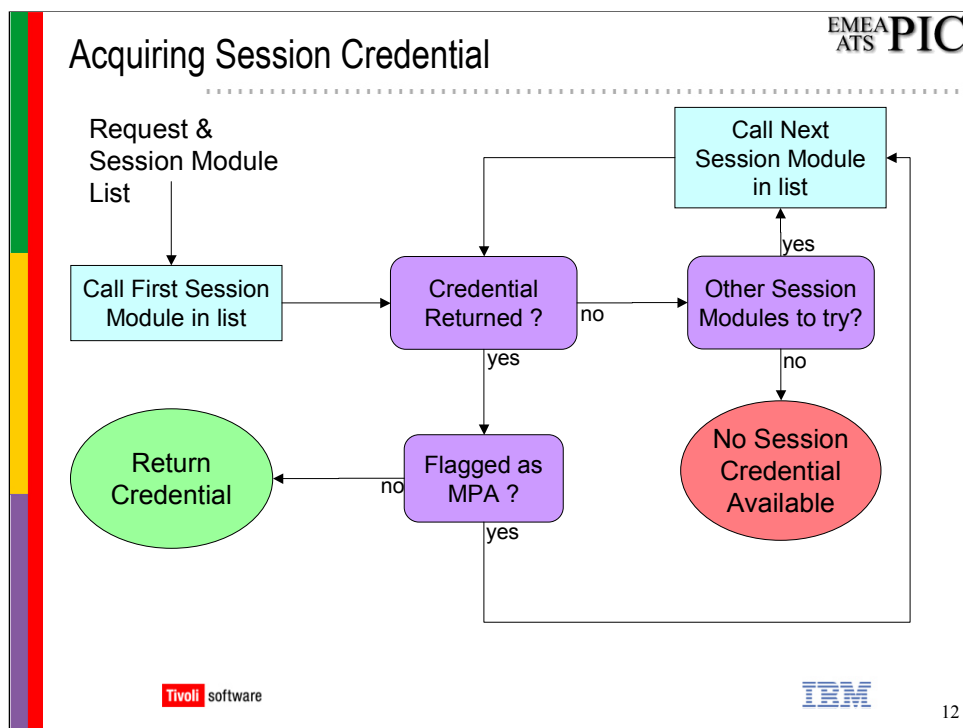 Acquiring Session Credential
EMEA
ATS PIC
Request &
Session Module
List
Call Next
Session Module
in list
yes
Call First Session
Module in list
Credential
Returned ?
no
Other Session
Modules to try?
yes
no
Return
Credential
no
Flagged as
MPA ?
No Session
Credential
Available
yes
Tivoli software
IBM
12